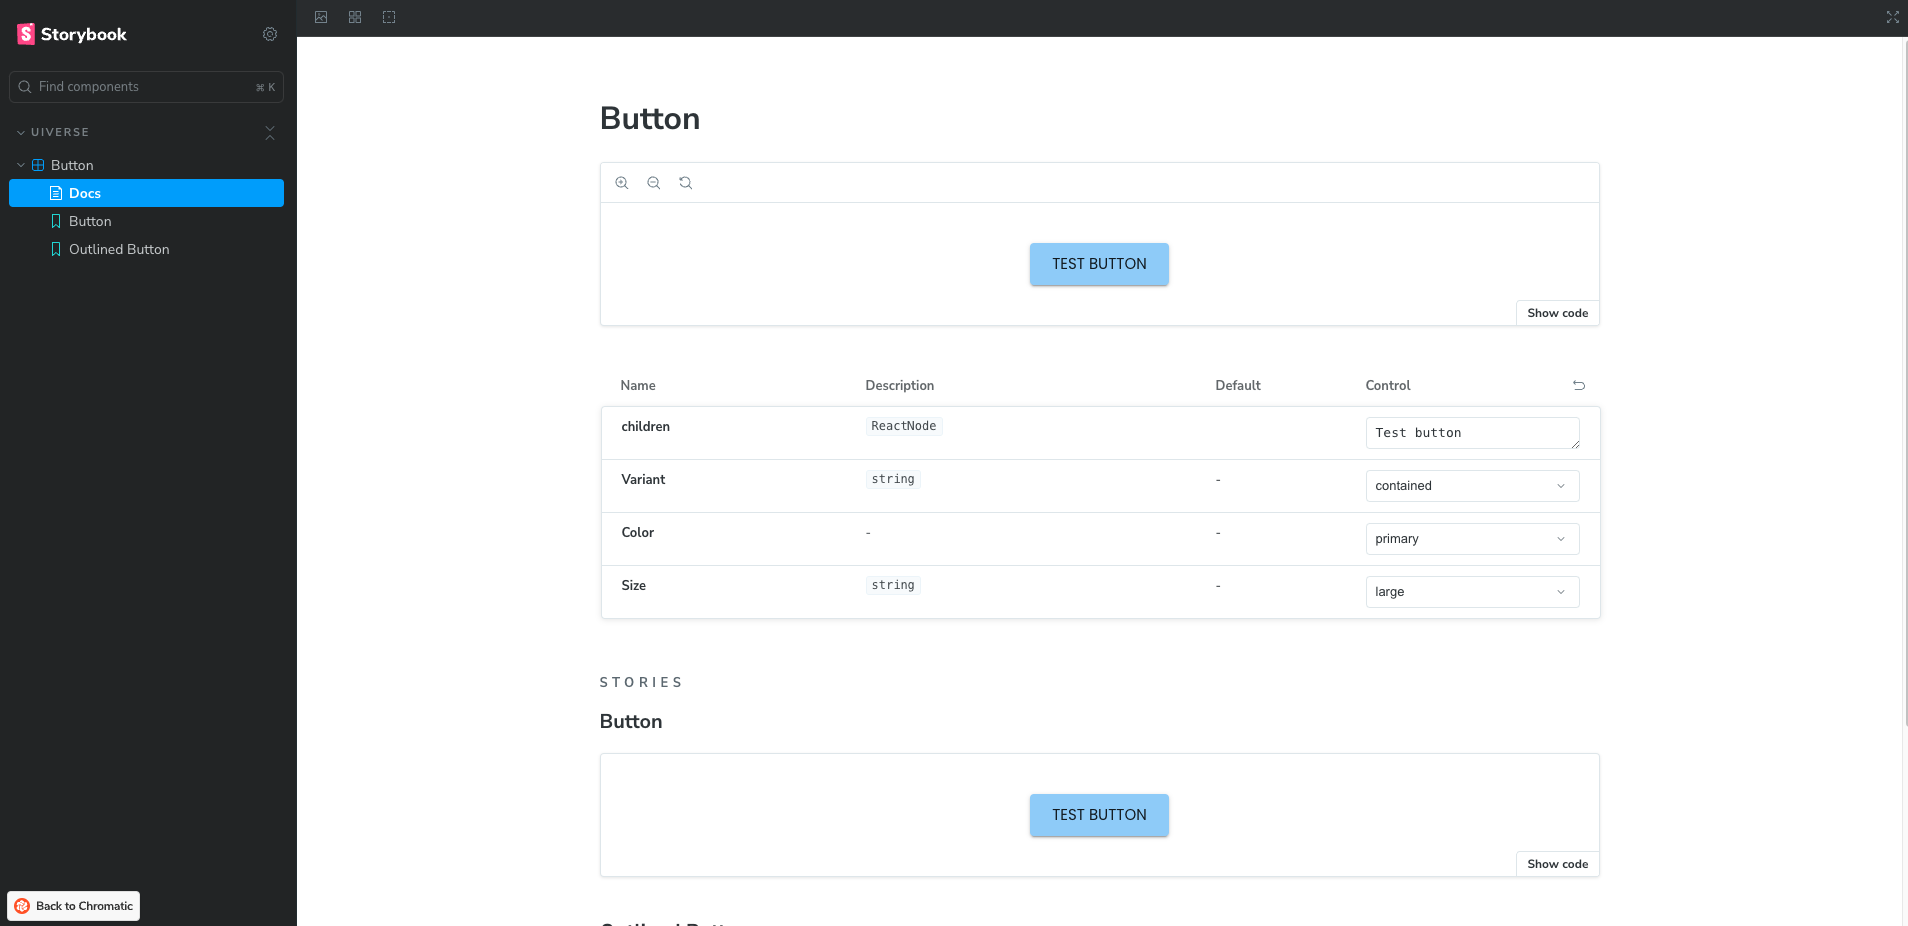 Storybook
Find components
⌘ K
UIVERSE
Button
Docs
Button
Outlined Button
Back to Chromatic
Button
TEST BUTTON
Show code
Name Description Default Control
children ReactNode Test button
Variant string - contained
Color - - primary
Size string - large
STORIES
Button
TEST BUTTON
Show code